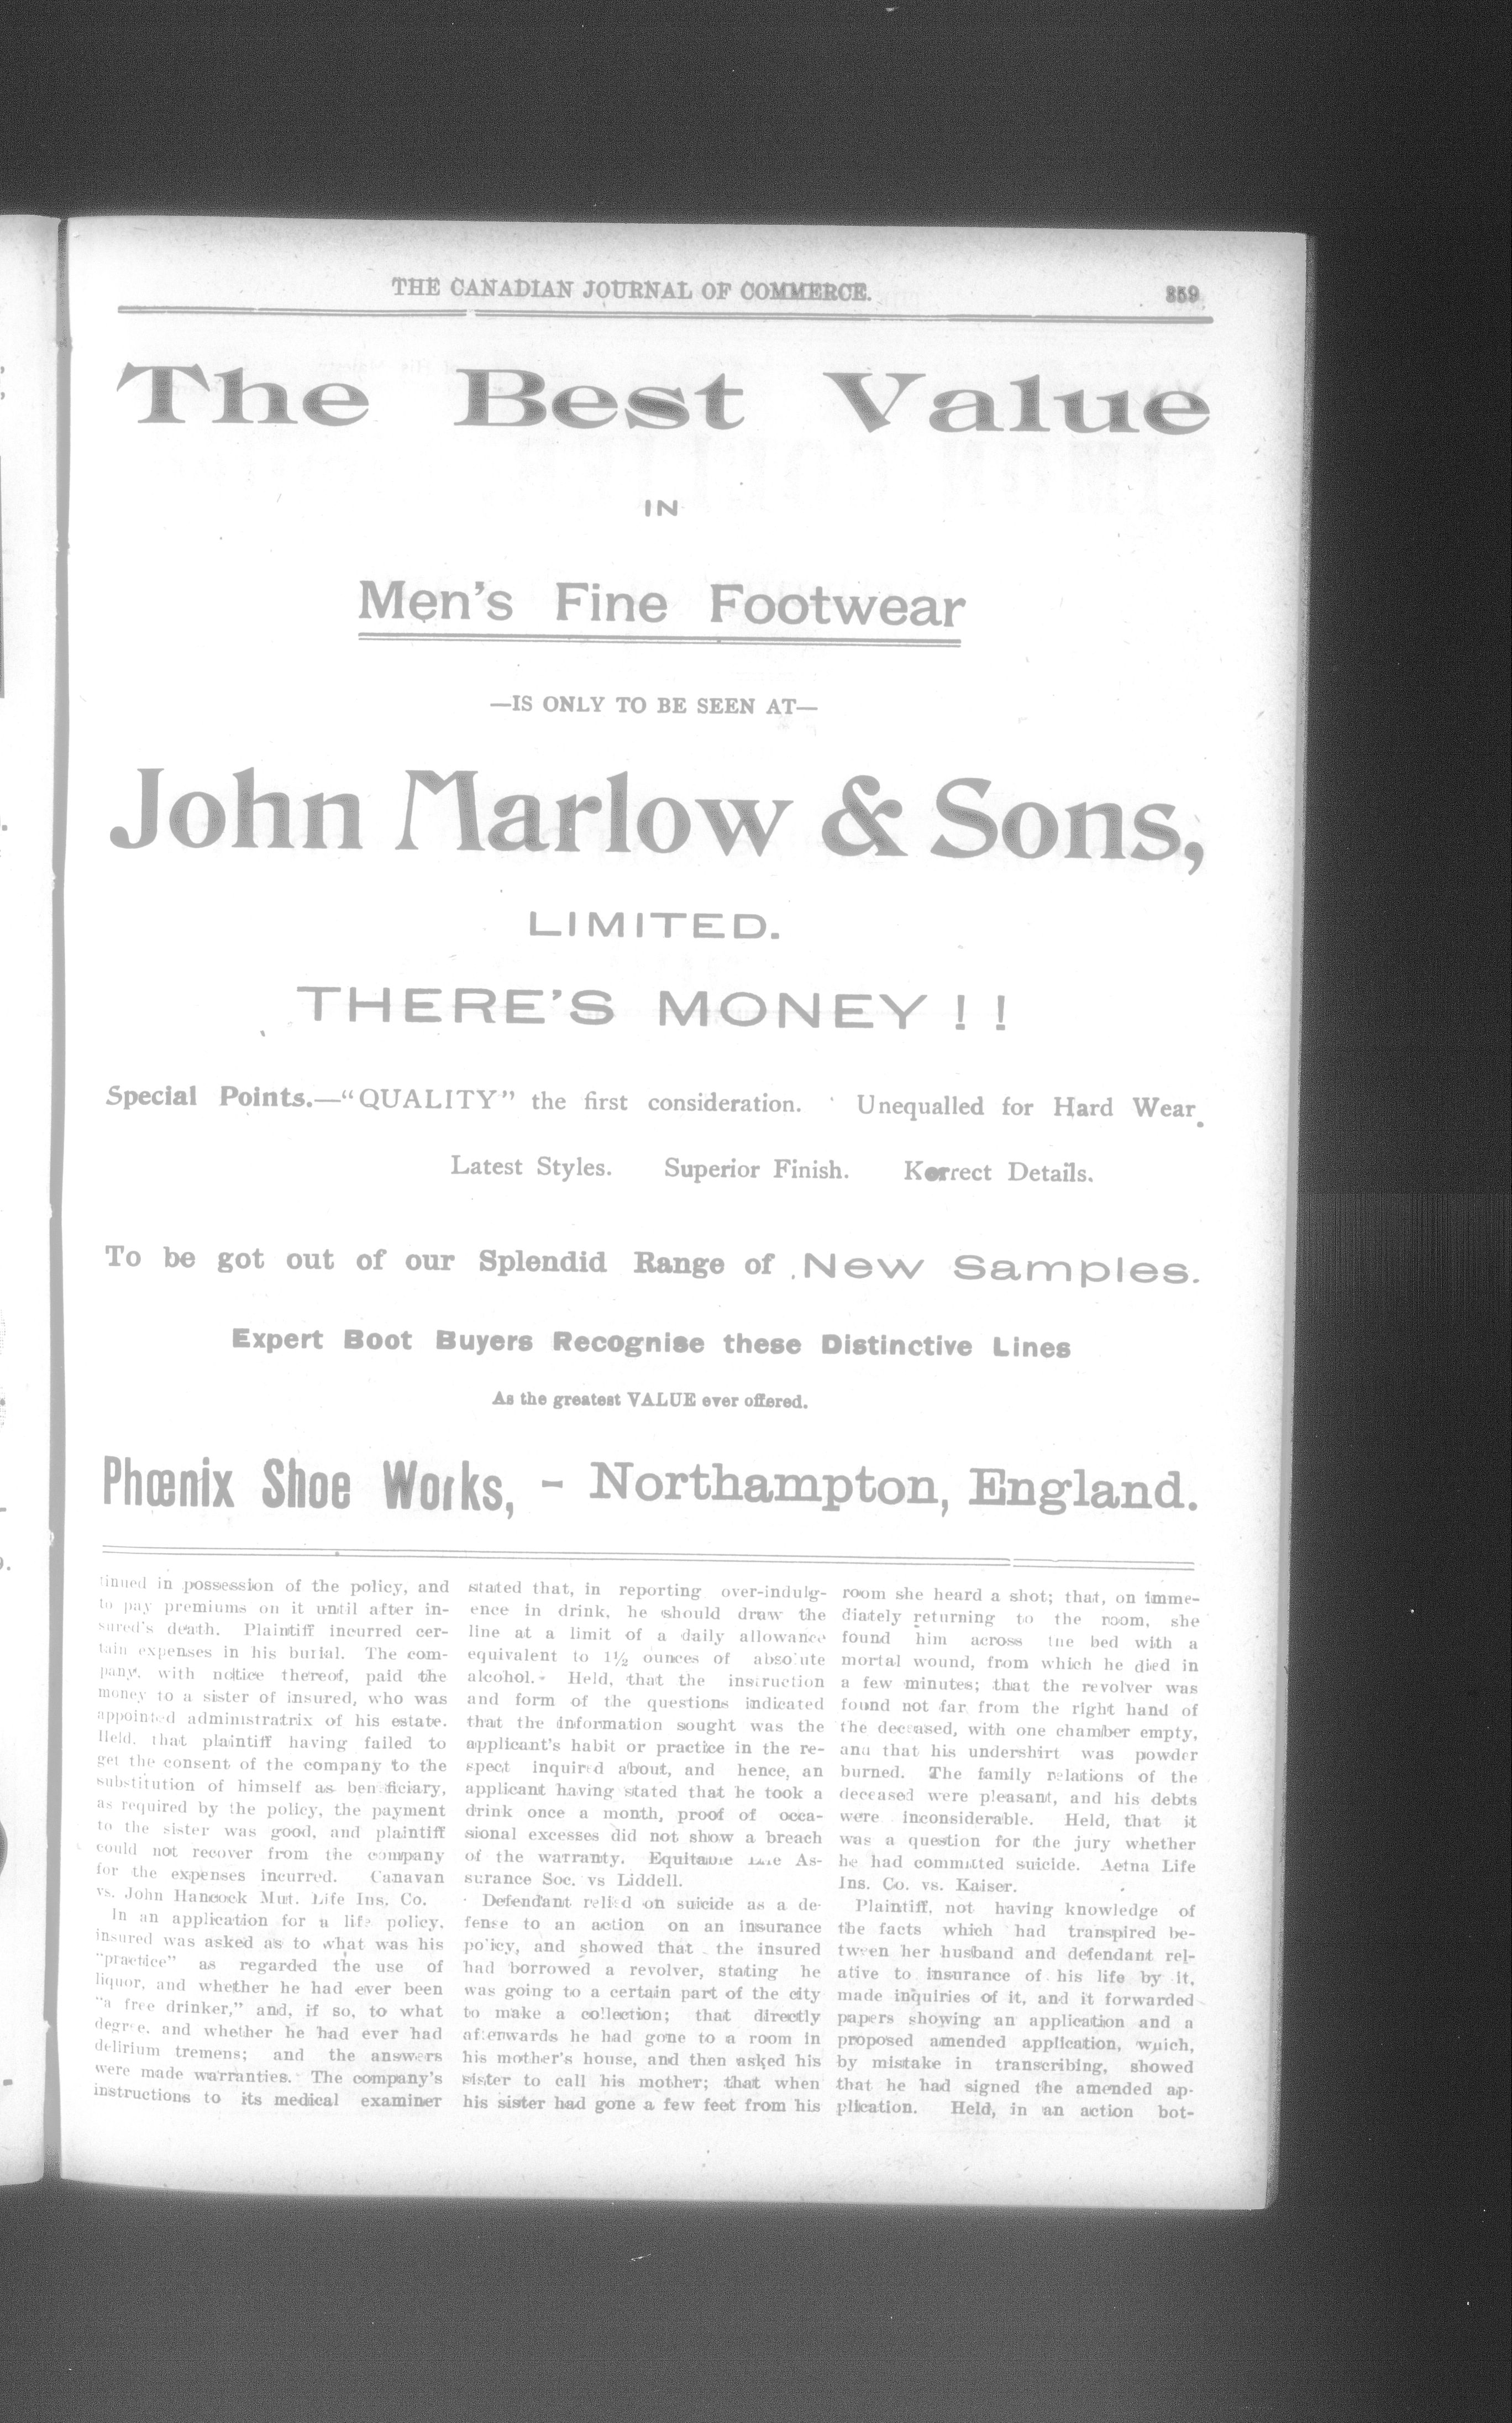 THE CANADIAN JOURNAL OF COMMERCE. 859
The Best Value
IN
Men's Fine Footwear
—IS ONLY TO BE SEEN AT—
John Marlow & Sons,
LIMITED.
THERE'S MONEY ! !
Special Points.—"QUALITY" the first consideration. Unequalled for Hard Wear.
Latest Styles. Superior Finish. Korrect Details.
To be got out of our Splendid Range of New Samples.
Expert Boot Buyers Recognise these Distinctive Lines
As the greatest VALUE ever offered.
Phœnix Shoe Works, - Northampton, England.
tinued in possession of the policy, and
to pay premiums on it until after in-
sured's death. Plaintiff incurred cer-
tain expenses in his burial. The com-
pany, with notice thereof, paid the
money to a sister of insured, who was
appointed administratrix of his estate.
Held, that plaintiff having failed to
get the consent of the company to the
substitution of himself as beneficiary,
as required by the policy, the payment
to the sister was good, and plaintiff
could not recover from the company
for the expenses incurred. Canavan
vs. John Hancock Mut. Life Ins. Co.
In an application for a life policy,
insured was asked as to what was his
"practice" as regarded the use of
liquor, and whether he had ever been
"a free drinker," and, if so, to what
degree, and whether he had ever had
delirium tremens; and the answers
were made warranties. The company's
instructions to its medical examiner
stated that, in reporting over-indulg-
ence in drink, he should draw the
line at a limit of a daily allowance
equivalent to 1½ ounces of absolute
alcohol. Held, that the instruction
and form of the questions indicated
that the information sought was the
applicant's habit or practice in the re-
spect inquired about, and hence, an
applicant having stated that he took a
drink once a month, proof of occa-
sional excesses did not show a breach
of the warranty. Equitable Life As-
surance Soc. vs Liddell.
Defendant relied on suicide as a de-
fense to an action on an insurance
policy, and showed that the insured
had borrowed a revolver, stating he
was going to a certain part of the city
to make a collection; that directly
afterwards he had gone to a room in
his mother's house, and then asked his
sister to call his mother; that when
his sister had gone a few feet from his
room she heard a shot; that, on imme-
diately returning to the room, she
found him across the bed with a
mortal wound, from which he died in
a few minutes; that the revolver was
found not far from the right hand of
the deceased, with one chamber empty,
and that his undershirt was powder
burned. The family relations of the
deceased were pleasant, and his debts
were inconsiderable. Held, that it
was a question for the jury whether
he had committed suicide. Aetna Life
Ins. Co. vs. Kaiser.
Plaintiff, not having knowledge of
the facts which had transpired be-
tween her husband and defendant rel-
ative to insurance of his life by it,
made inquiries of it, and it forwarded
papers showing an application and a
proposed amended application, which,
by mistake in transcribing, showed
that he had signed the amended ap-
plication. Held, in an action bot-